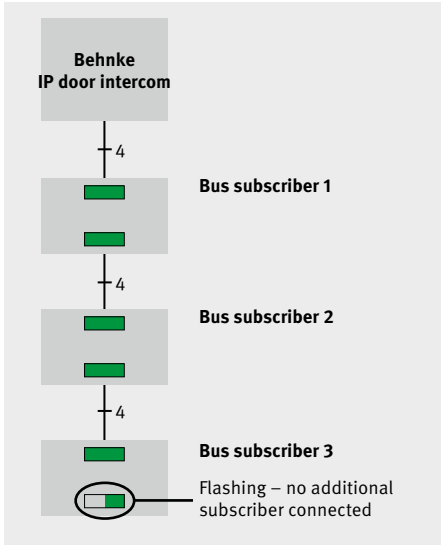 Behnke
IP door intercom
4
Bus subscriber 1
4
Bus subscriber 2
4
Bus subscriber 3
Flashing – no additional
subscriber connected